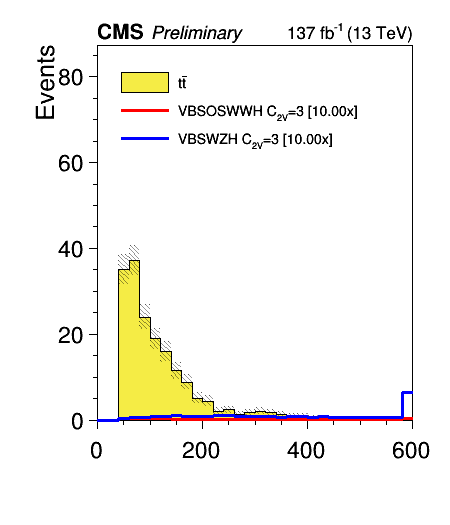 CMS Preliminary 137 fb⁻¹ (13 TeV)
Events
80
tt̄
VBSOSWWH C₂ᵥ=3 [10.00x]
VBSWZH C₂ᵥ=3 [10.00x]
60
40
20
0
0 200 400 600